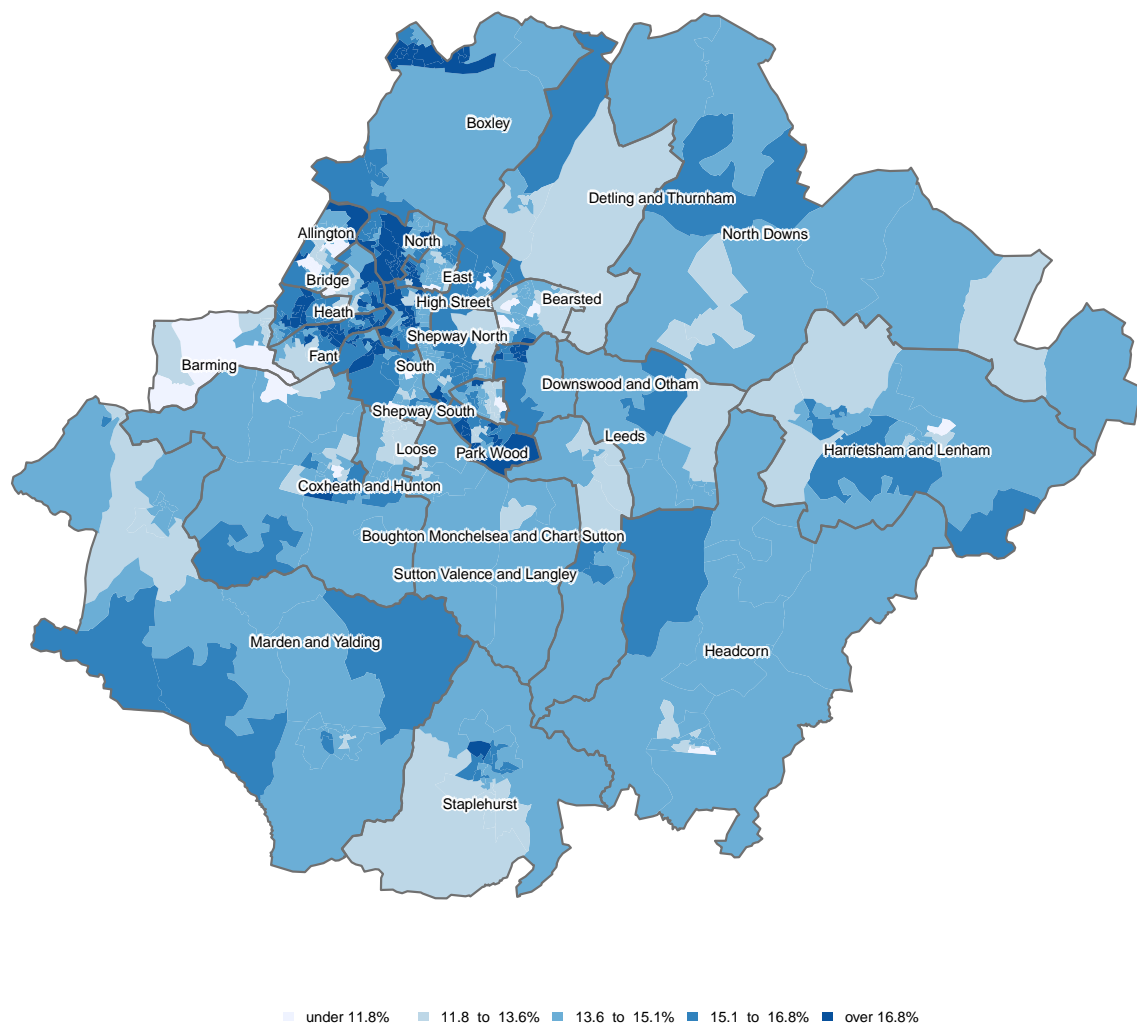 Boxley
Detling and Thurnham
Allington
North
North Downs
Bridge
East
High Street
Bearsted
Heath
Shepway North
Fant
Barming
South
Downswood and Otham
Shepway South
Leeds
Loose
Park Wood
Harrietsham and Lenham
Coxheath and Hunton
Boughton Monchelsea and Chart Sutton
Sutton Valence and Langley
Marden and Yalding
Headcorn
Staplehurst
under 11.8% 11.8 to 13.6% 13.6 to 15.1% 15.1 to 16.8% over 16.8%